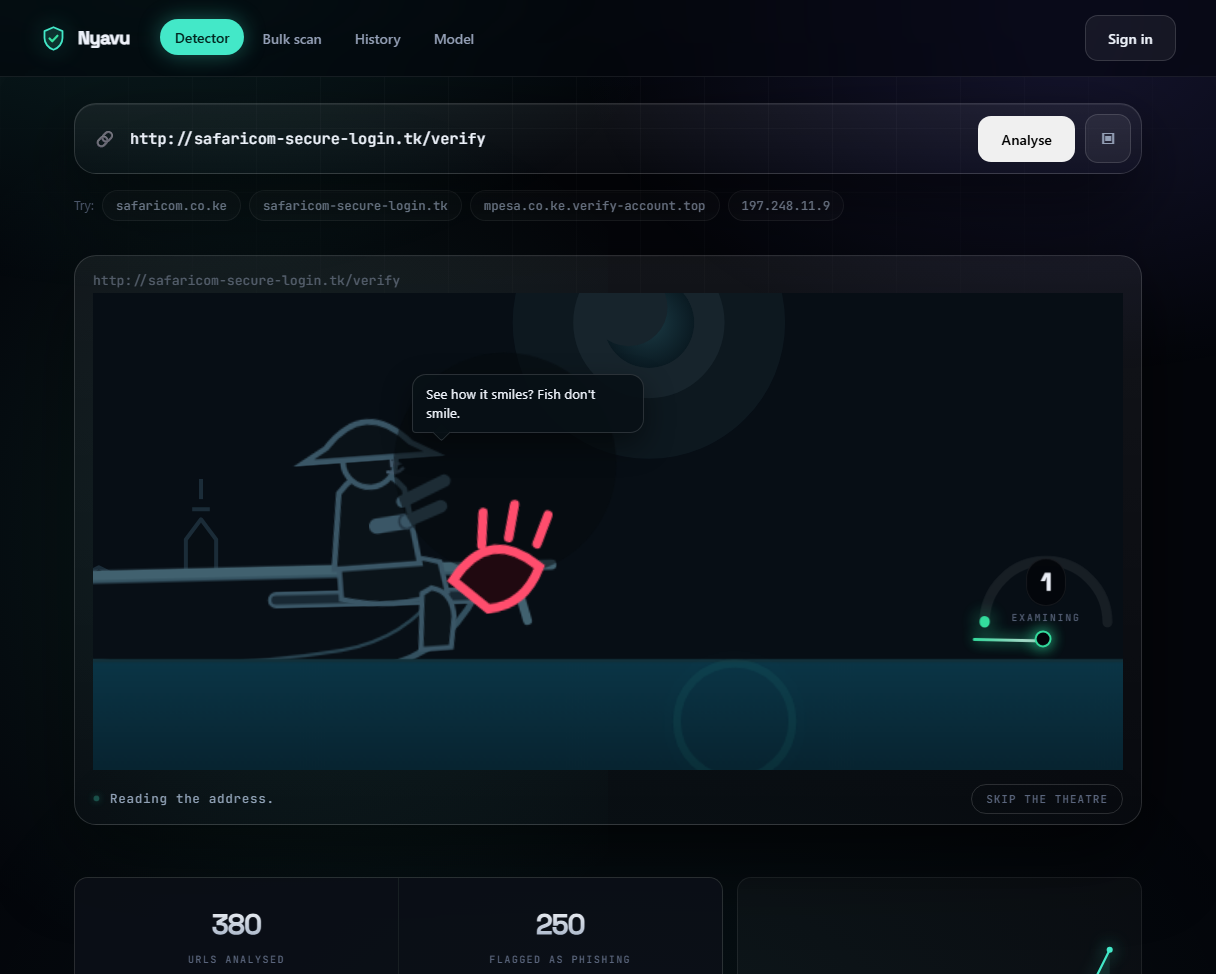 Nyavu
Detector
Bulk scan
History
Model
Sign in
http://safaricom-secure-login.tk/verify
Analyse
Try:
safaricom.co.ke
safaricom-secure-login.tk
mpesa.co.ke.verify-account.top
197.248.11.9
http://safaricom-secure-login.tk/verify
See how it smiles? Fish don't
smile.
1
EXAMINING
Reading the address.
SKIP THE THEATRE
380
URLS ANALYSED
250
FLAGGED AS PHISHING